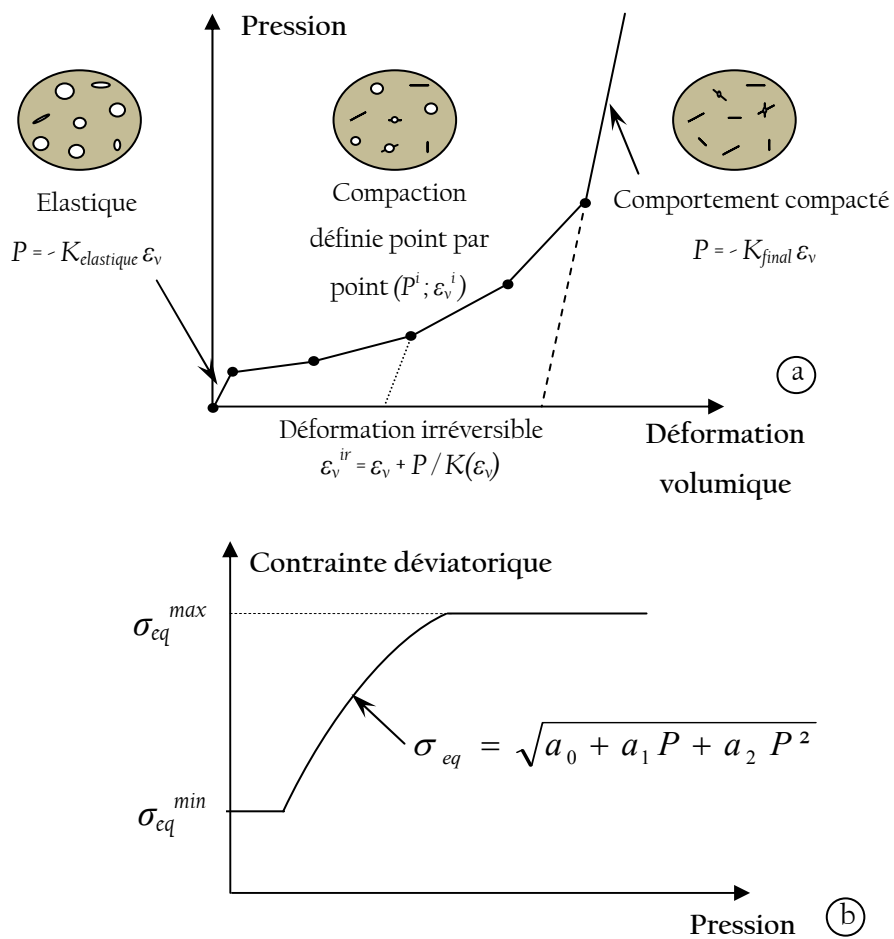 Pression
Elastique
P = - K_elastique ε_v
Compaction
définie point par
point (P^i ; ε_v^i)
Comportement compacté
P = - K_final ε_v
a
Déformation irréversible
ε_v^ir = ε_v + P / K(ε_v)
Déformation
volumique
Contrainte déviatorique
σ_eq^max
σ_eq = √(a_0 + a_1 P + a_2 P²)
σ_eq^min
Pression
b